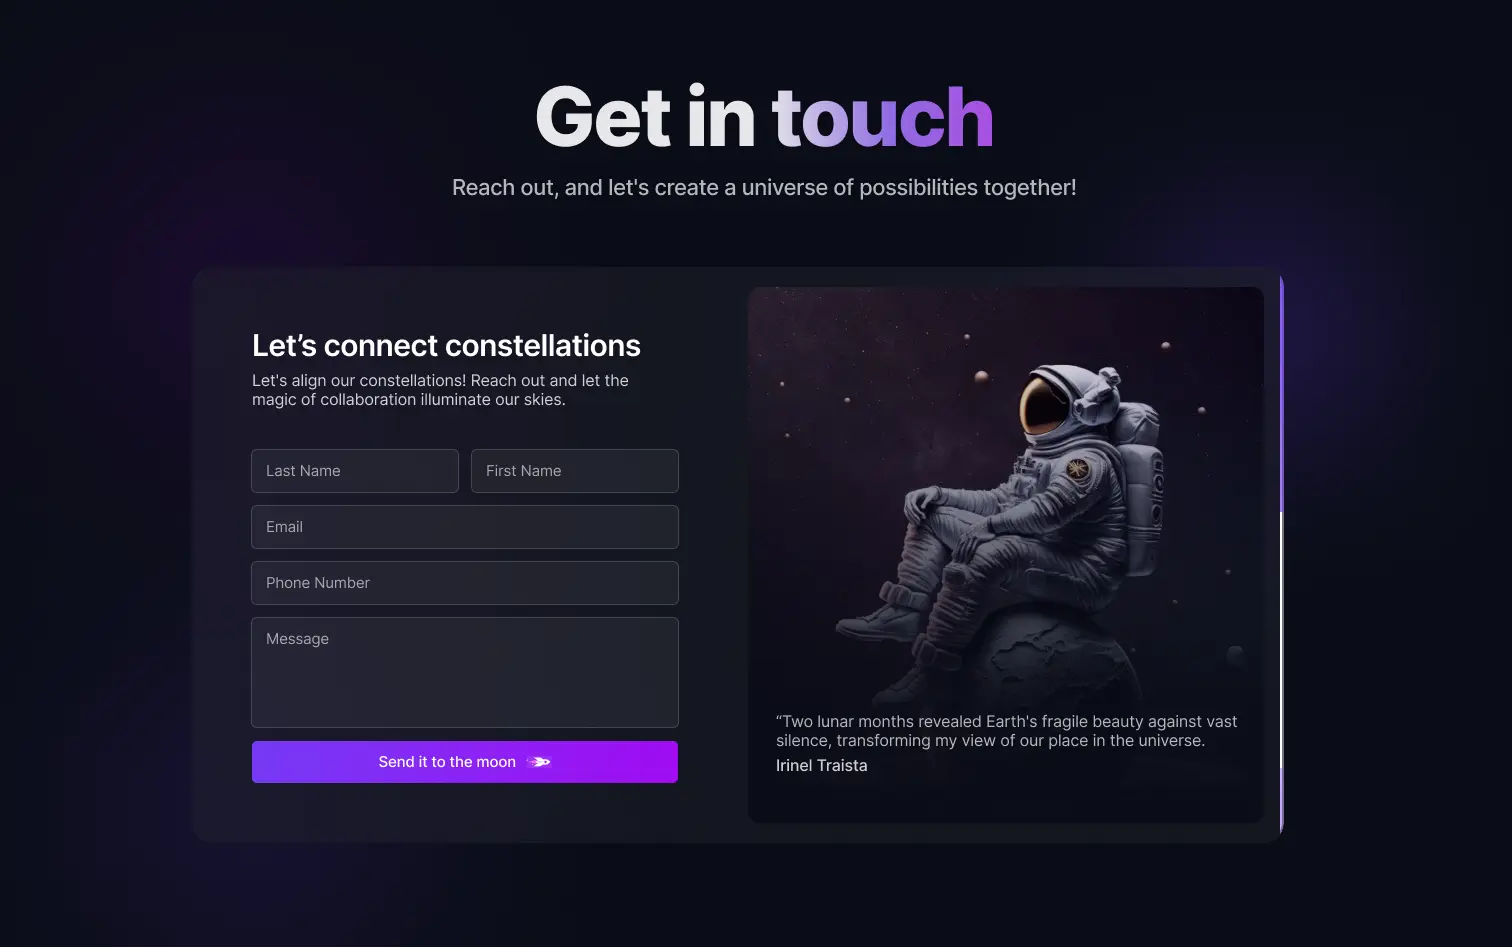 Get in touch
Reach out, and let's create a universe of possibilities together!
Let’s connect constellations
Let's align our constellations! Reach out and let the
magic of collaboration illuminate our skies.
Last Name
First Name
Email
Phone Number
Message
Send it to the moon
“Two lunar months revealed Earth's fragile beauty against vast
silence, transforming my view of our place in the universe.
Irinel Traista